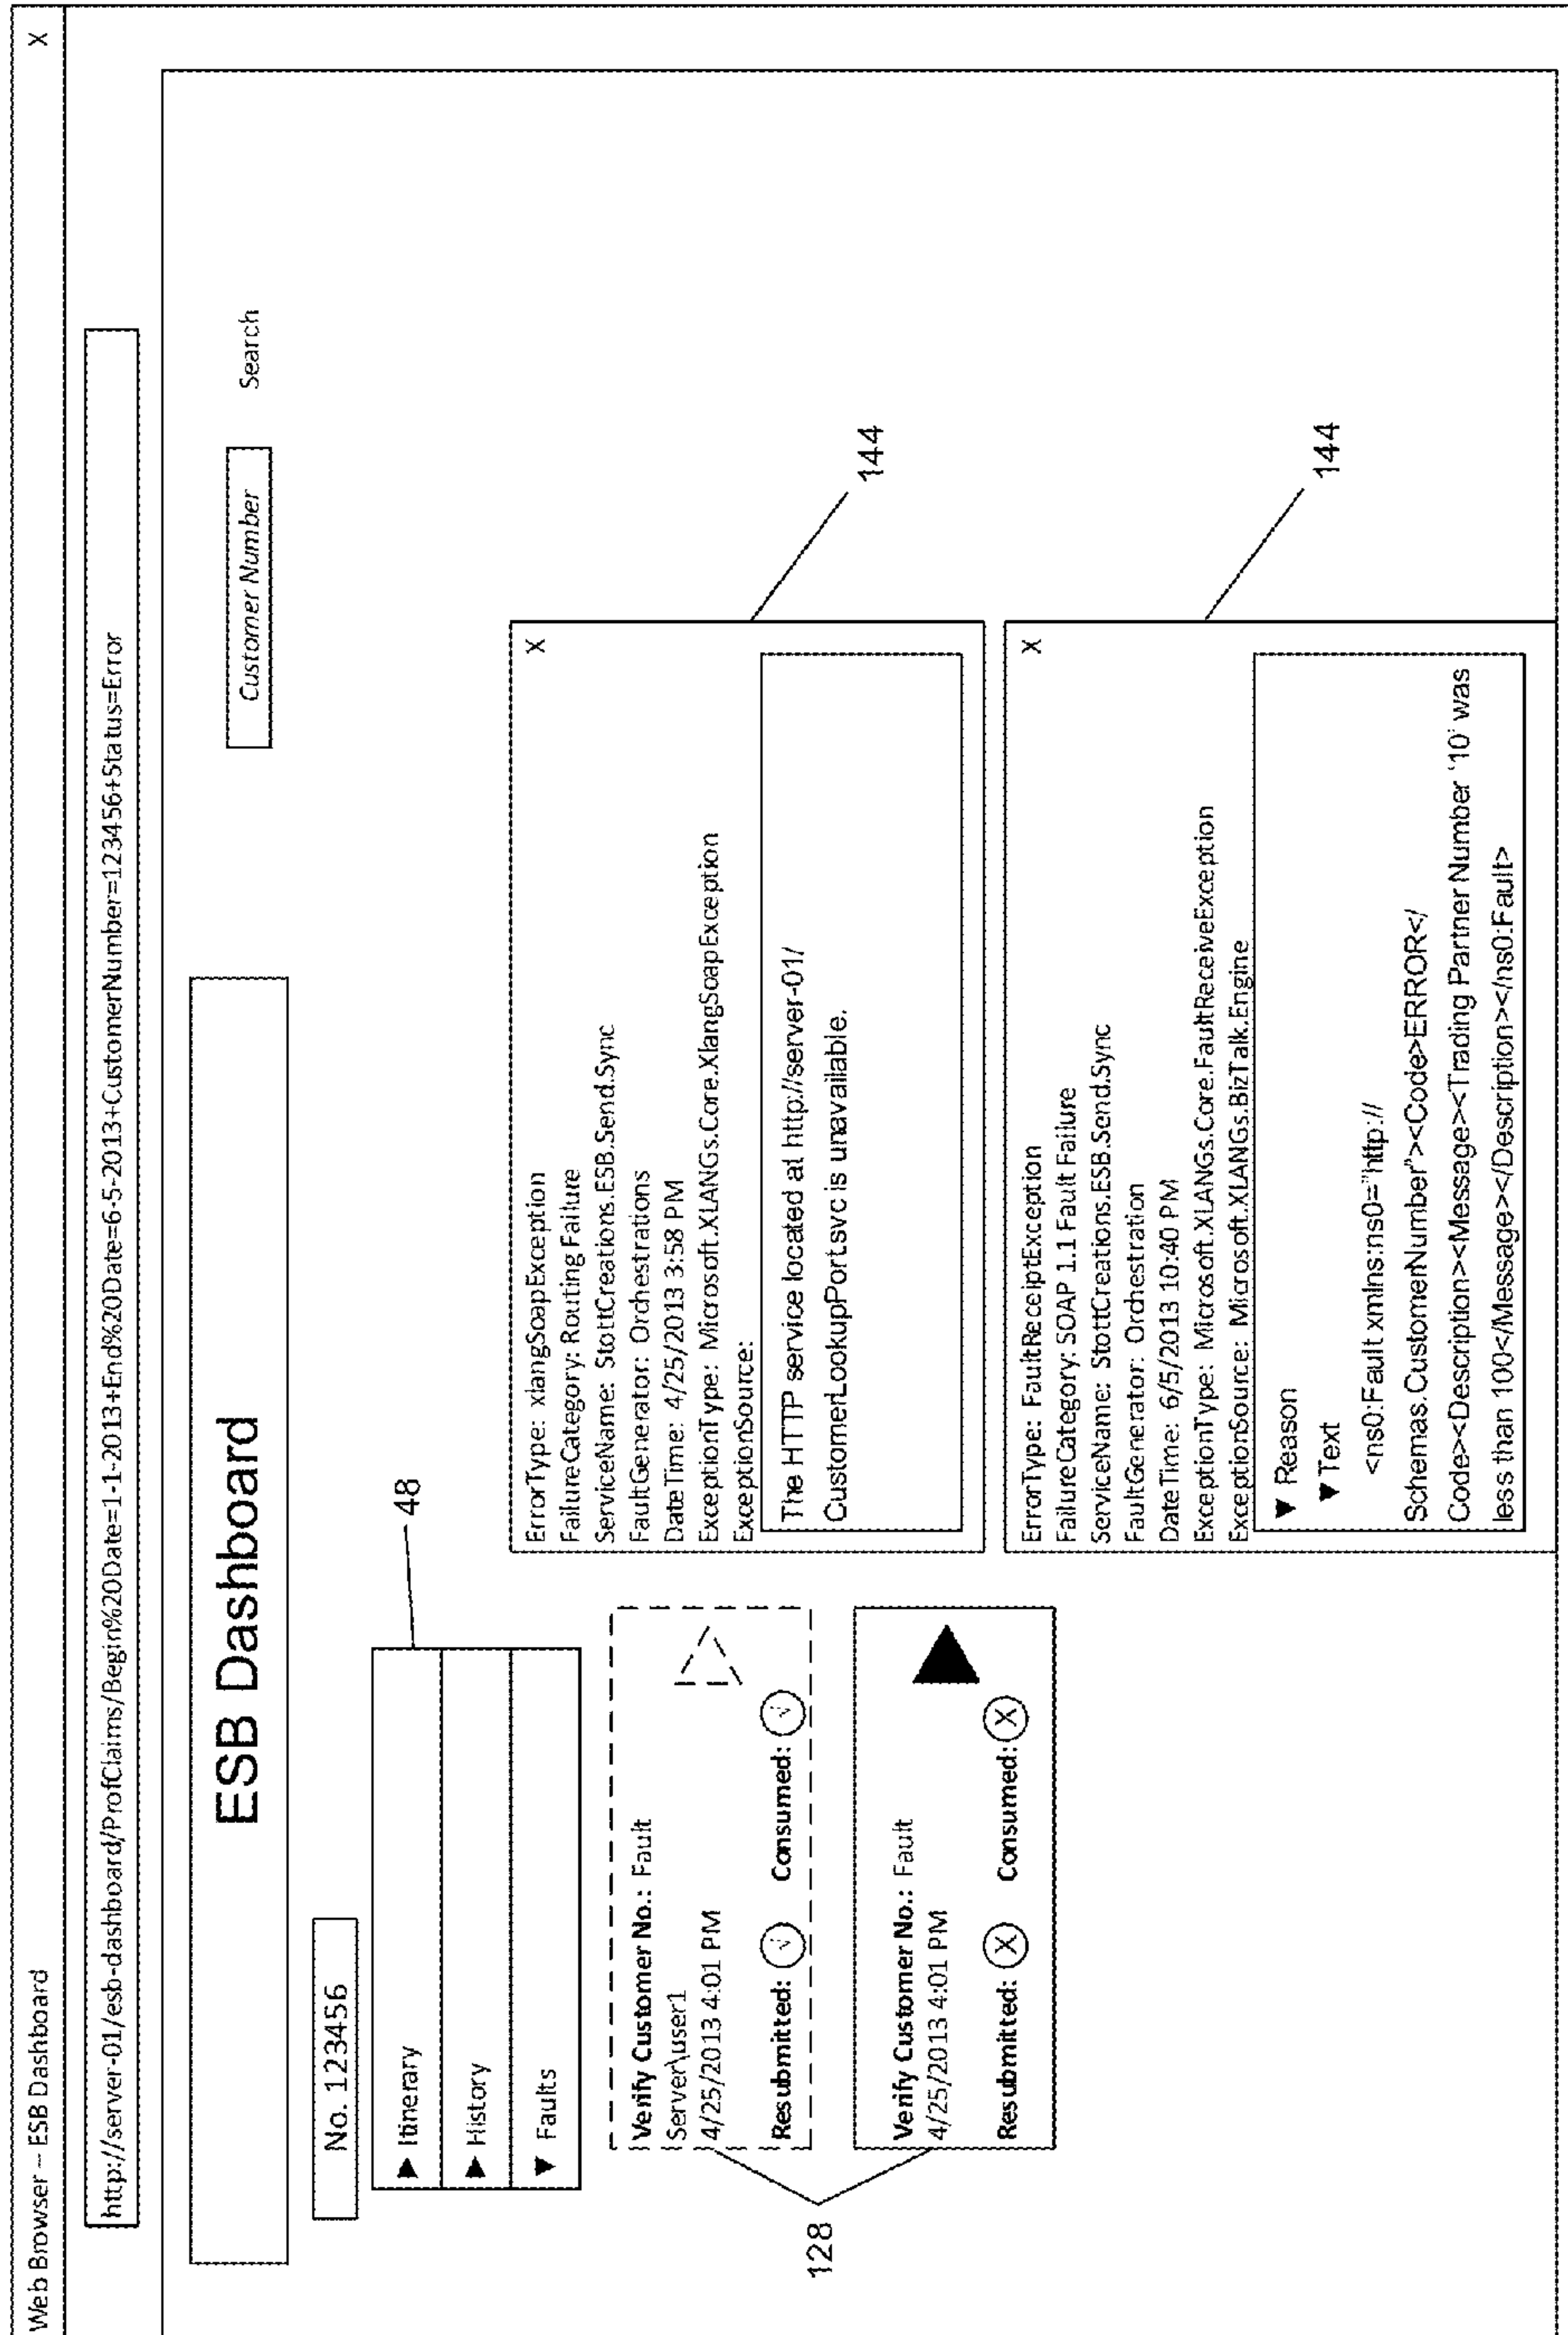 Web Browser – ESB Dashboard
X
http://server-01/esb-dashboard/ProfClaims/Begin%20Date=1-1-2013+End%20Date=6-5-2013+CustomerNumber=123456+Status=Error
ESB Dashboard
Customer Number
Search
No. 123456
▶ Itinerary
▶ History
▼ Faults
48
Verify Customer No.: Fault
Server\user1
4/25/2013 4:01 PM
Resubmitted: √ Consumed: √
Verify Customer No.: Fault
4/25/2013 4:01 PM
Resubmitted: X Consumed: X
128
X
ErrorType: xlangSoapException
FailureCategory: Routing Failure
ServiceName: StottCreations.ESB.Send.Sync
FaultGenerator: Orchestrations
DateTime: 4/25/2013 3:58 PM
ExceptionType: Microsoft.XLANGs.Core.XlangSoapException
ExceptionSource:
The HTTP service located at http://server-01/
CustomerLookupPort.svc is unavailable.
144
X
ErrorType: FaultReceiptException
FailureCategory: SOAP 1.1 Fault Failure
ServiceName: StottCreations.ESB.Send.Sync
FaultGenerator: Orchestration
DateTime: 6/5/2013 10:40 PM
ExceptionType: Microsoft.XLANGs.Core.FaultReceiveException
ExceptionSource: Microsoft.XLANGs.BizTalk.Engine
▼ Reason
▼ Text
<ns0:Fault xmlns:ns0="http://
Schemas.CustomerNumber"><Code>ERROR</
Code><Description><Message><Trading Partner Number '10' was
less than 100</Message></Description></ns0:Fault>
144